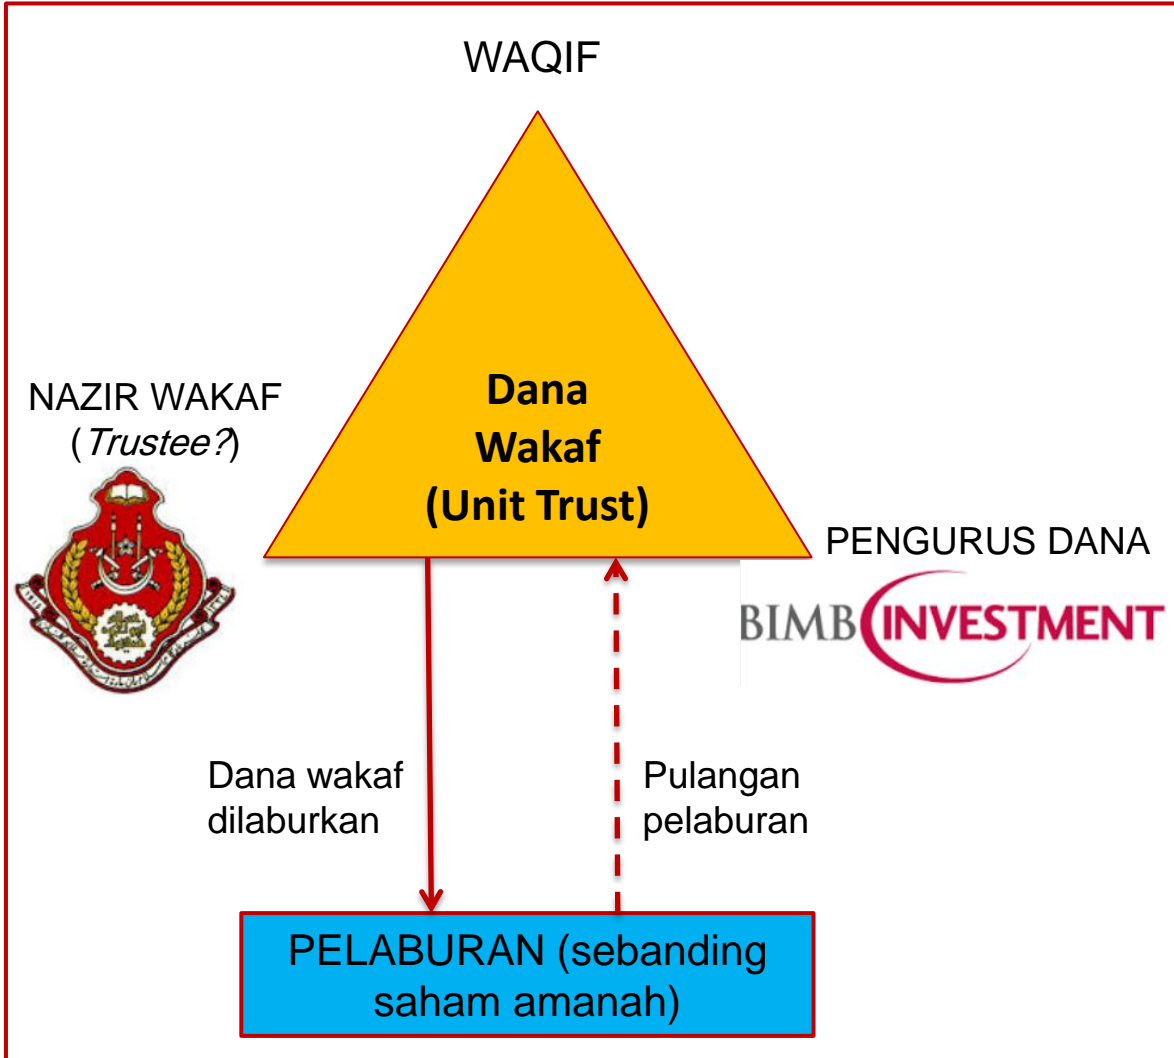 WAQIF
NAZIR WAKAF
(Trustee?)
Dana
Wakaf
(Unit Trust)
PENGURUS DANA
BIMB INVESTMENT
Dana wakaf
dilaburkan
Pulangan
pelaburan
PELABURAN (sebanding
saham amanah)